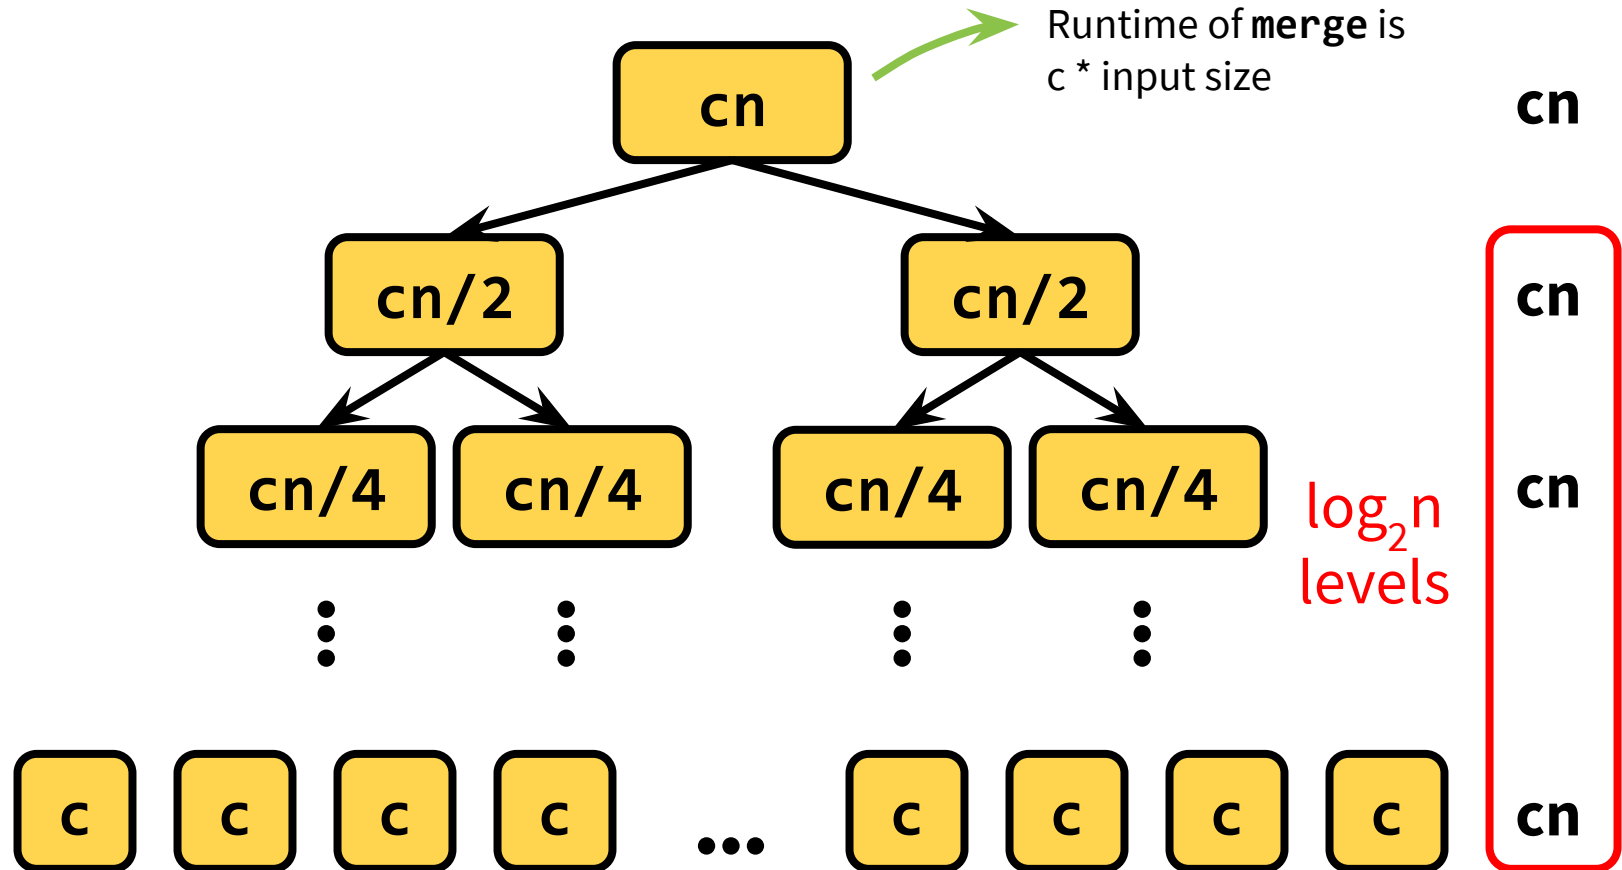 Runtime of merge is
c * input size
cn
cn
cn/2
cn/2
cn
cn/4
cn/4
cn/4
cn/4
log₂n
levels
cn
c
c
c
c
...
c
c
c
c
cn